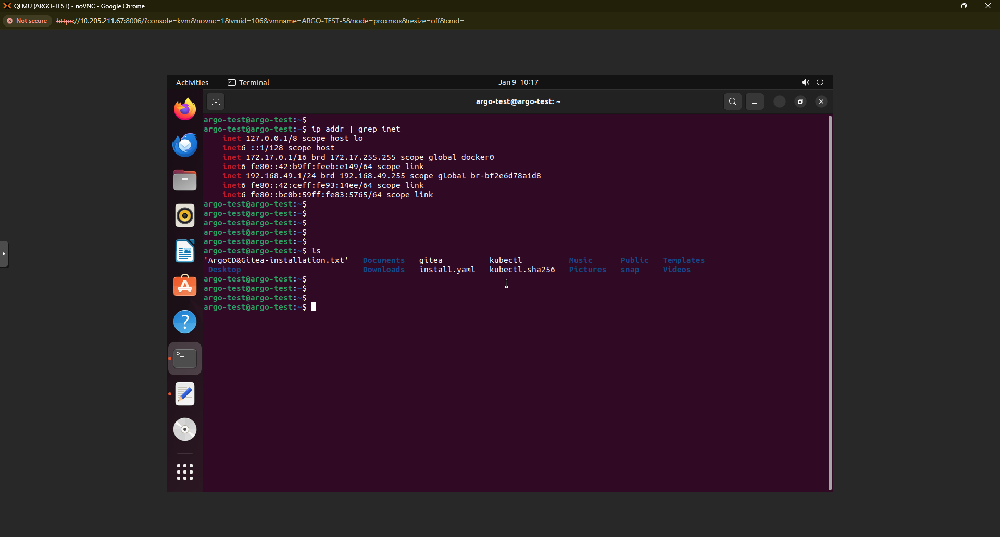 QEMU (ARGO-TEST) - noVNC - Google Chrome
Not secure https://10.205.211.67:8006/?console=kvm&novnc=1&vmid=106&vmname=ARGO-TEST-5&node=proxmox&resize=off&cmd=
Activities Terminal Jan 9 10:17
argo-test@argo-test: ~
argo-test@argo-test:~$
argo-test@argo-test:~$ ip addr | grep inet
inet 127.0.0.1/8 scope host lo
inet6 ::1/128 scope host
inet 172.17.0.1/16 brd 172.17.255.255 scope global docker0
inet6 fe80::42:b9ff:feeb:e149/64 scope link
inet 192.168.49.1/24 brd 192.168.49.255 scope global br-bf2e6d78a1d8
inet6 fe80::42:ceff:fe93:14ee/64 scope link
inet6 fe80::bc0b:59ff:fe83:5765/64 scope link
argo-test@argo-test:~$
argo-test@argo-test:~$
argo-test@argo-test:~$
argo-test@argo-test:~$
argo-test@argo-test:~$
argo-test@argo-test:~$ ls
'ArgoCD&Gitea-installation.txt' Documents gitea kubectl Music Public Templates
Desktop Downloads install.yaml kubectl.sha256 Pictures snap Videos
argo-test@argo-test:~$
argo-test@argo-test:~$
argo-test@argo-test:~$
argo-test@argo-test:~$